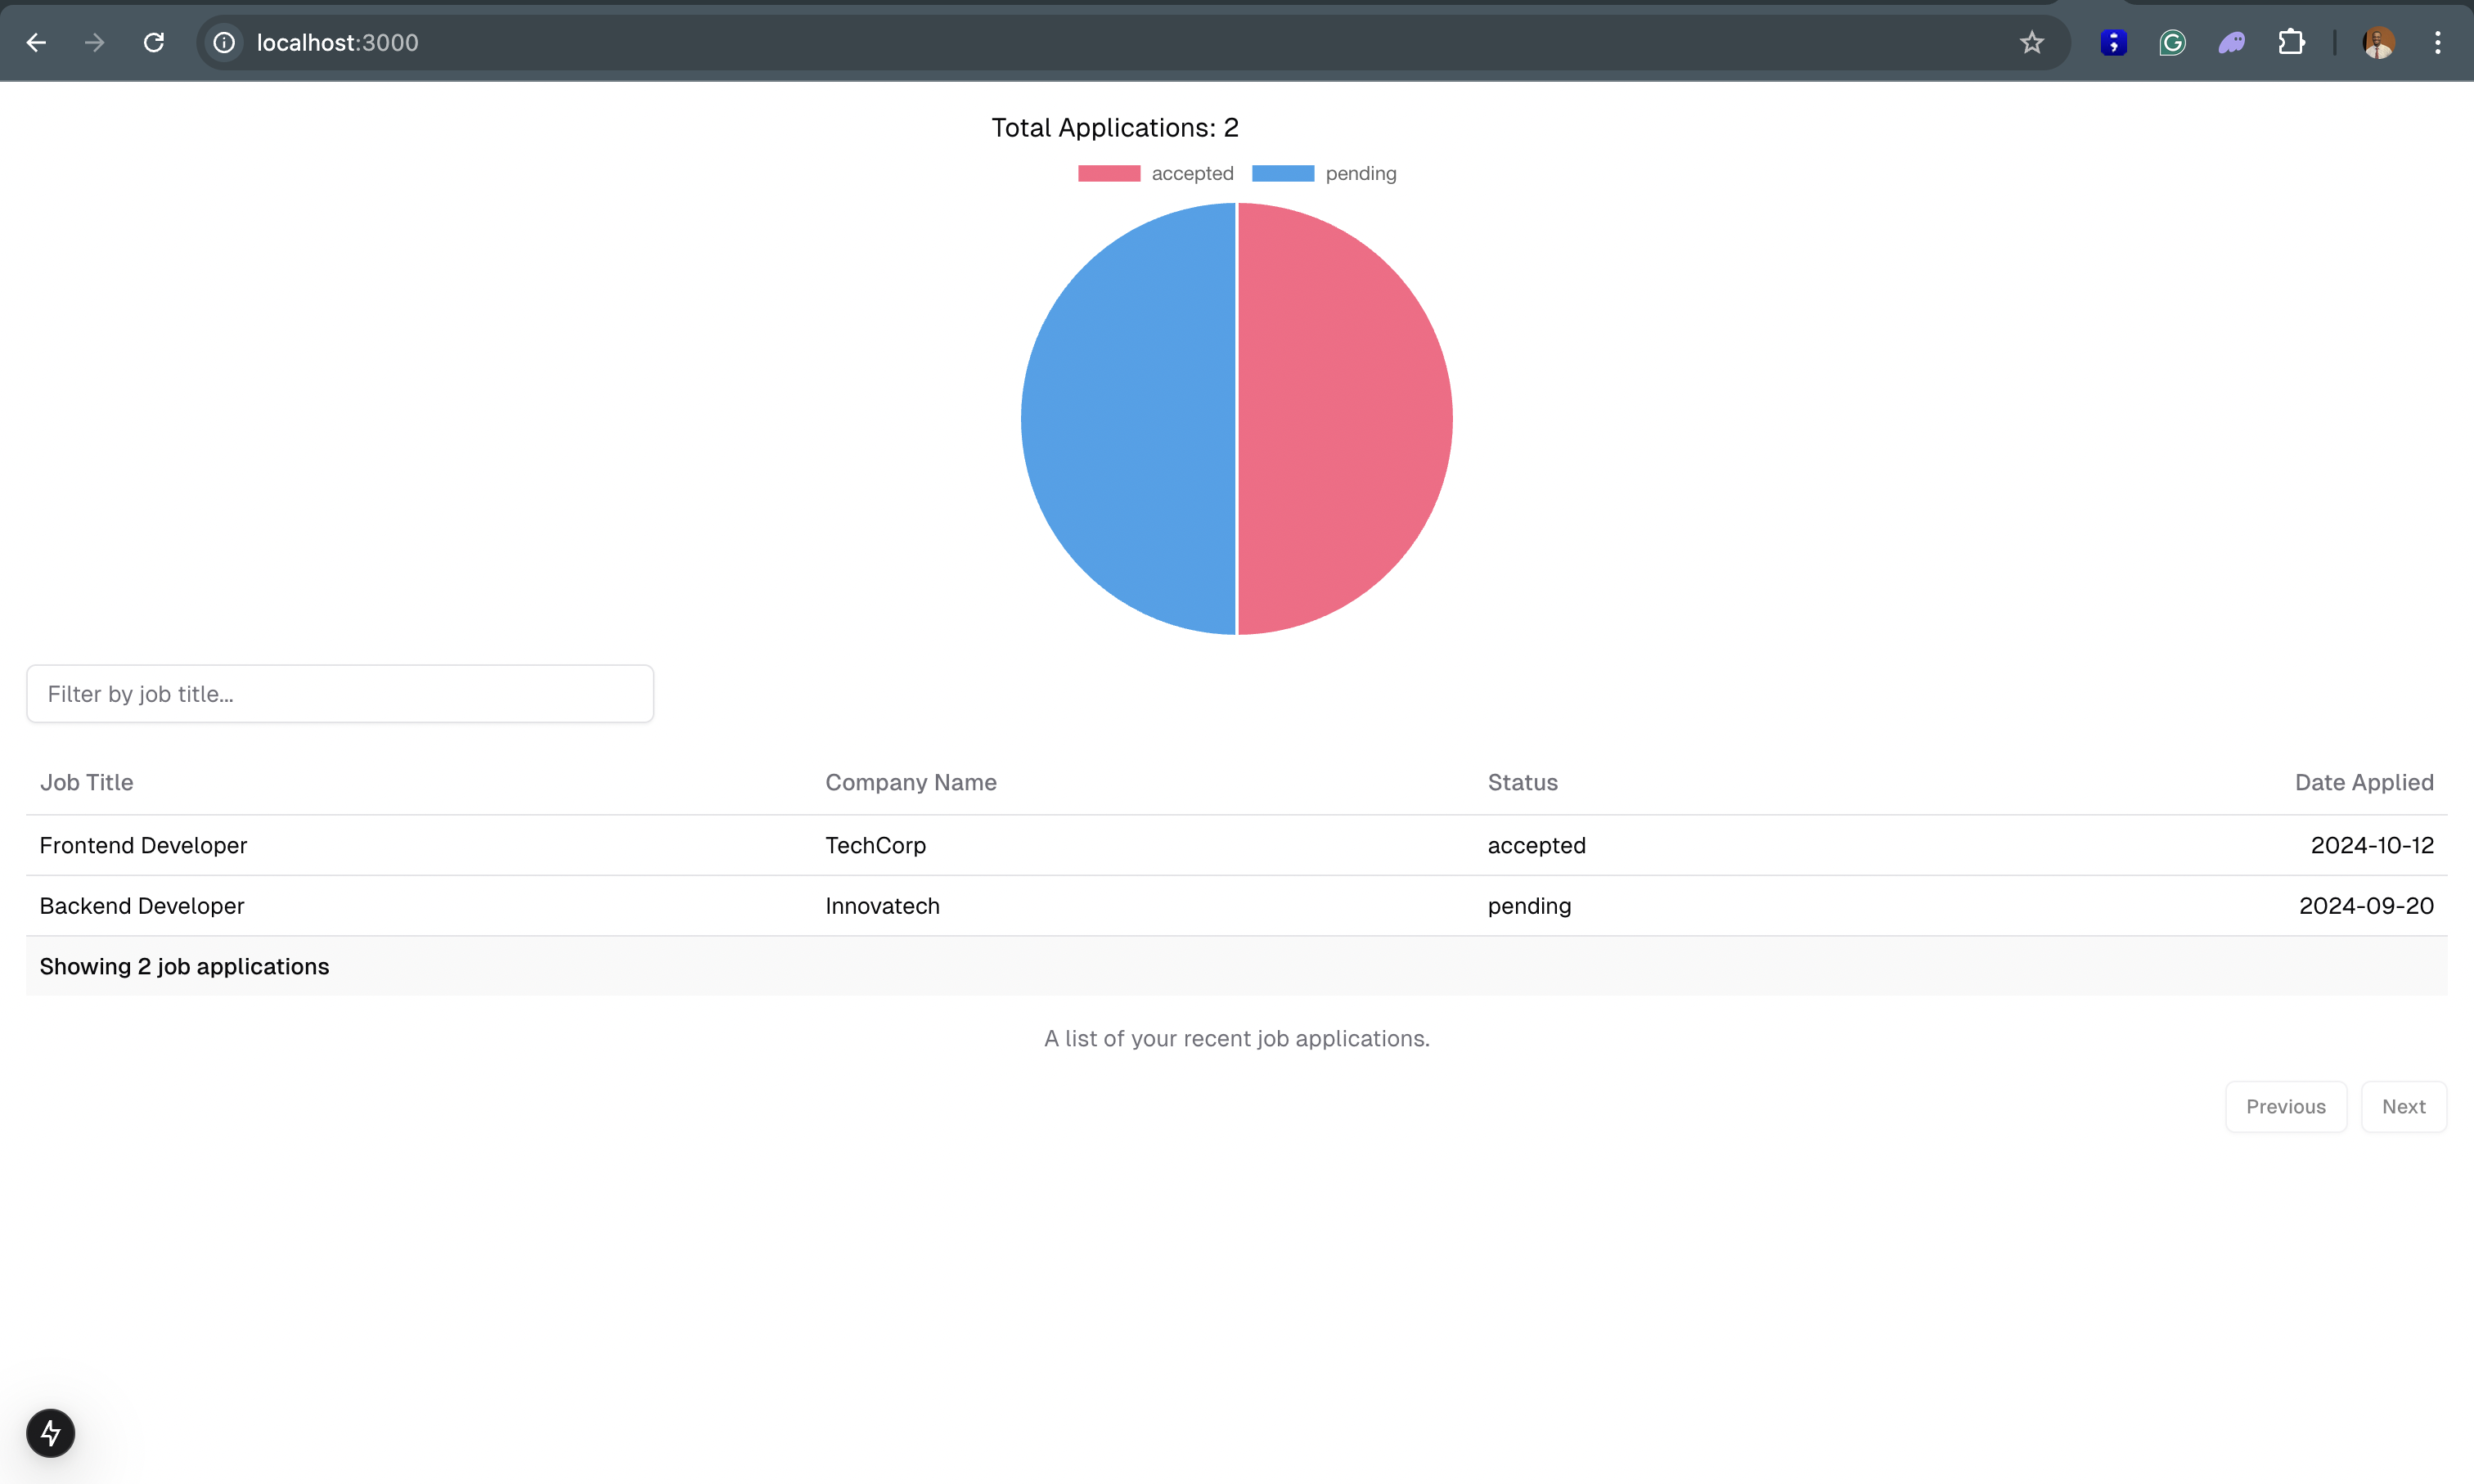 localhost:3000
Total Applications: 2
accepted pending
Filter by job title...
Job Title Company Name Status Date Applied
Frontend Developer TechCorp accepted 2024-10-12
Backend Developer Innovatech pending 2024-09-20
Showing 2 job applications
A list of your recent job applications.
Previous Next